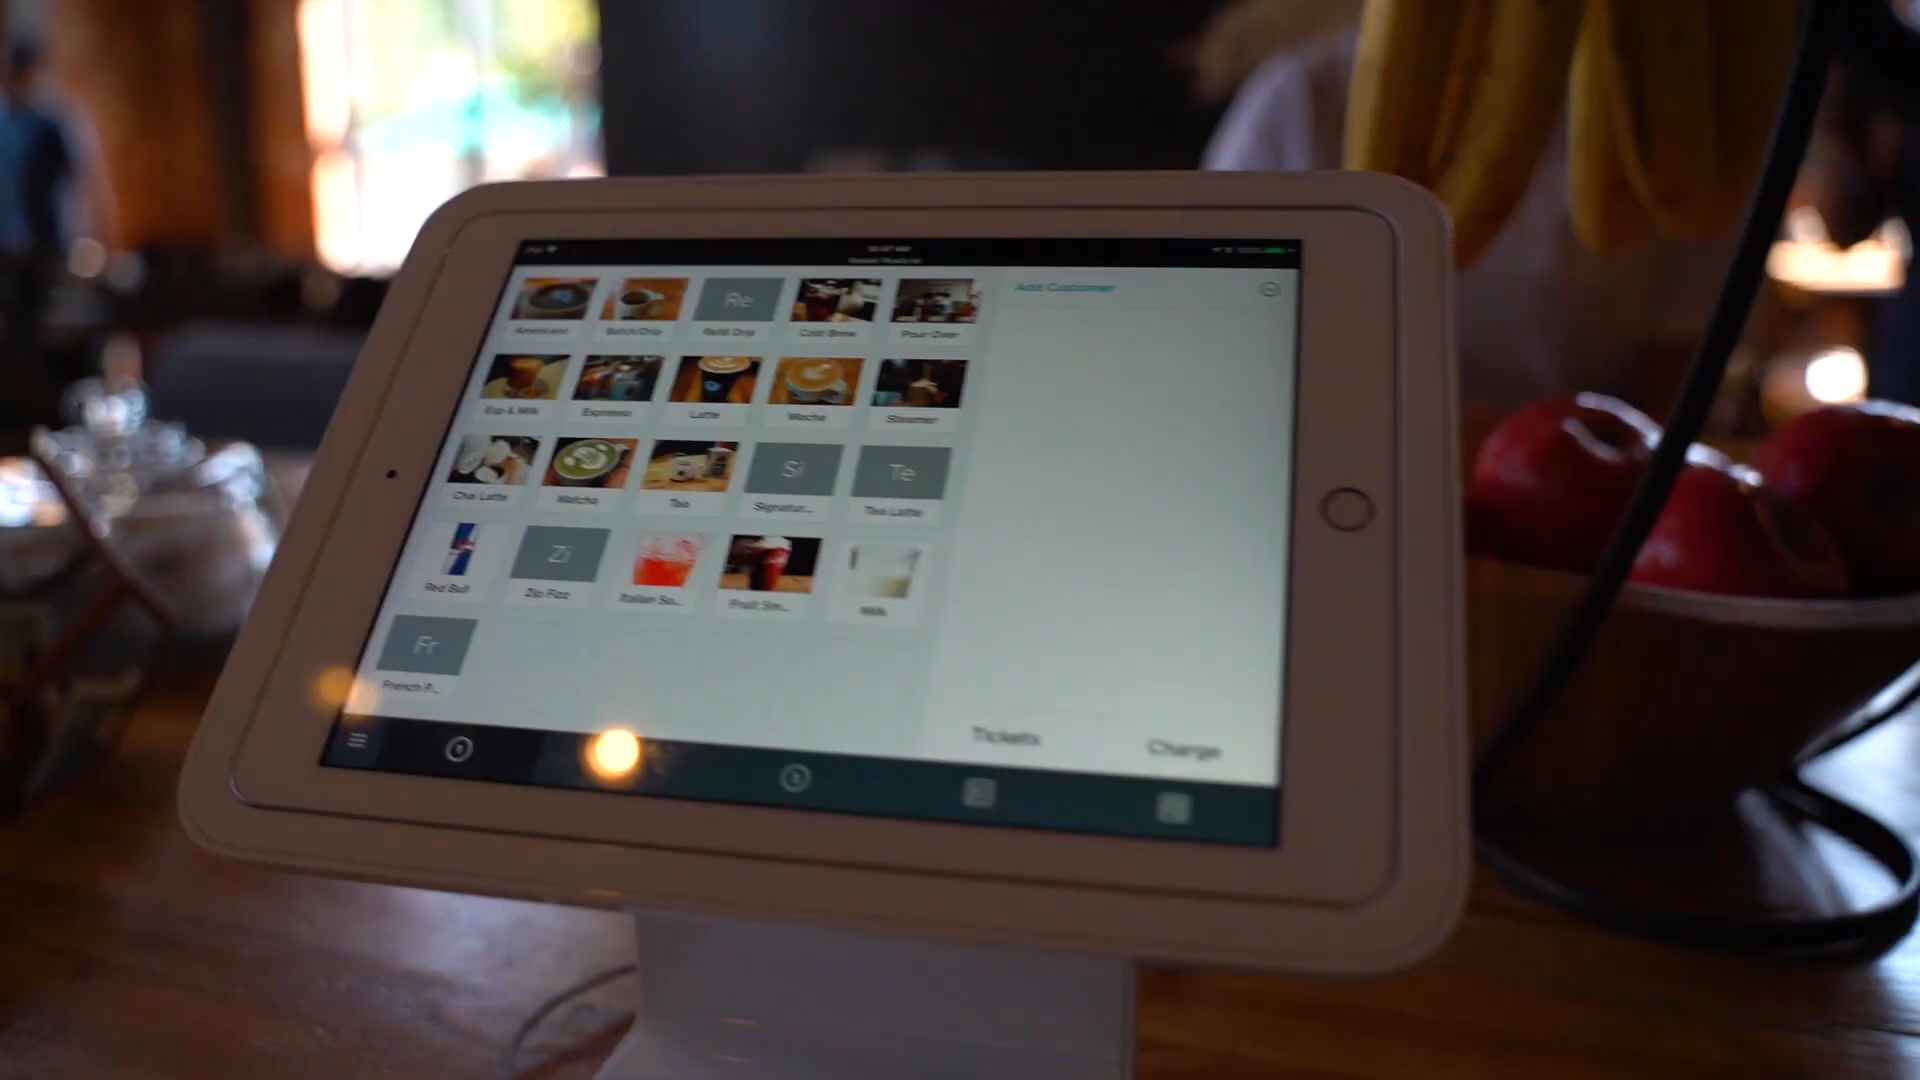 Add Customer
Americano
Batch Drip
Re
Refill Drip
Cold Brew
Pour Over
Esp & Milk
Espresso
Latte
Mocha
Steamer
Chai Latte
Matcha
Tea
Si
Signatur...
Te
Tea Latte
Red Bull
Zi
Zip Fizz
Italian So...
Fruit Sm...
Milk
Fr
French P...
Tickets
Charge